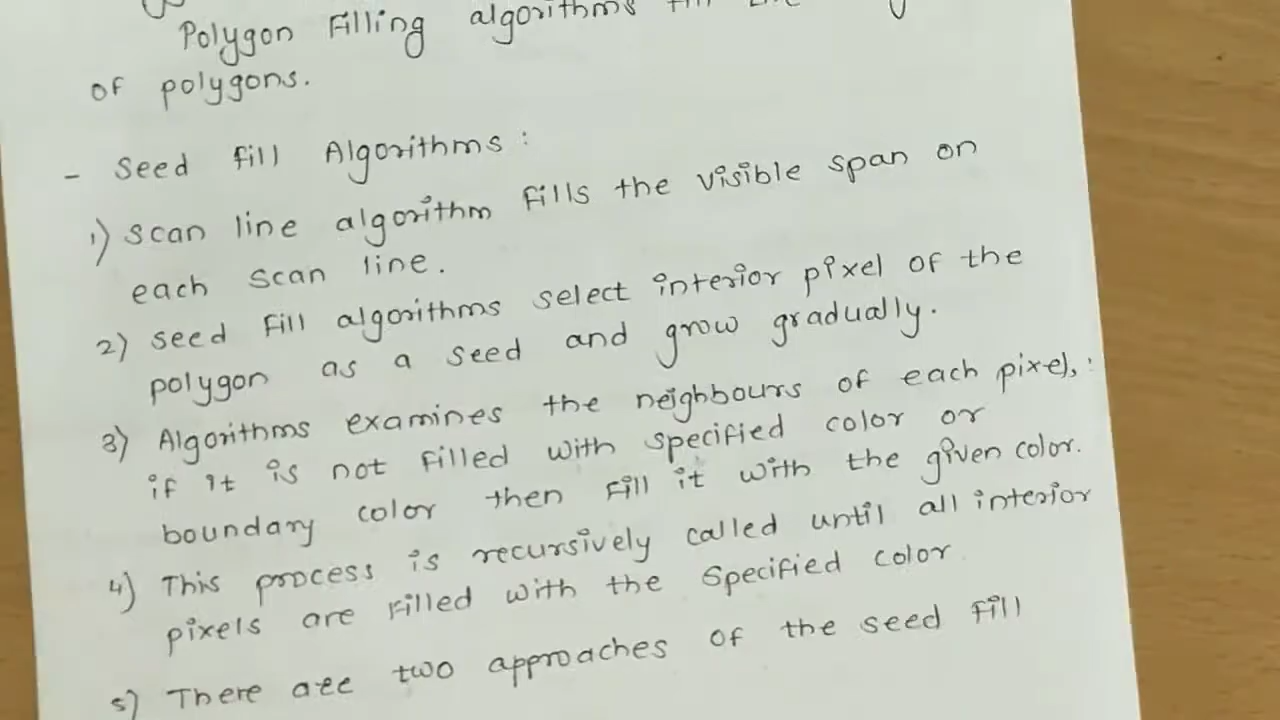 Polygon Filling algorithms fill
of polygons.
- Seed Fill Algorithms:
1) Scan line algorithm fills the visible span on
each scan line.
2) seed Fill algorithms select interior pixel of the
polygon as a seed and grow gradually.
3) Algorithms examines the neighbours of each pixel,
if it is not filled with specified color or
boundary color then fill it with the given color.
4) This process is recursively called until all interior
pixels are filled with the specified color
5) There are two approaches of the seed fill